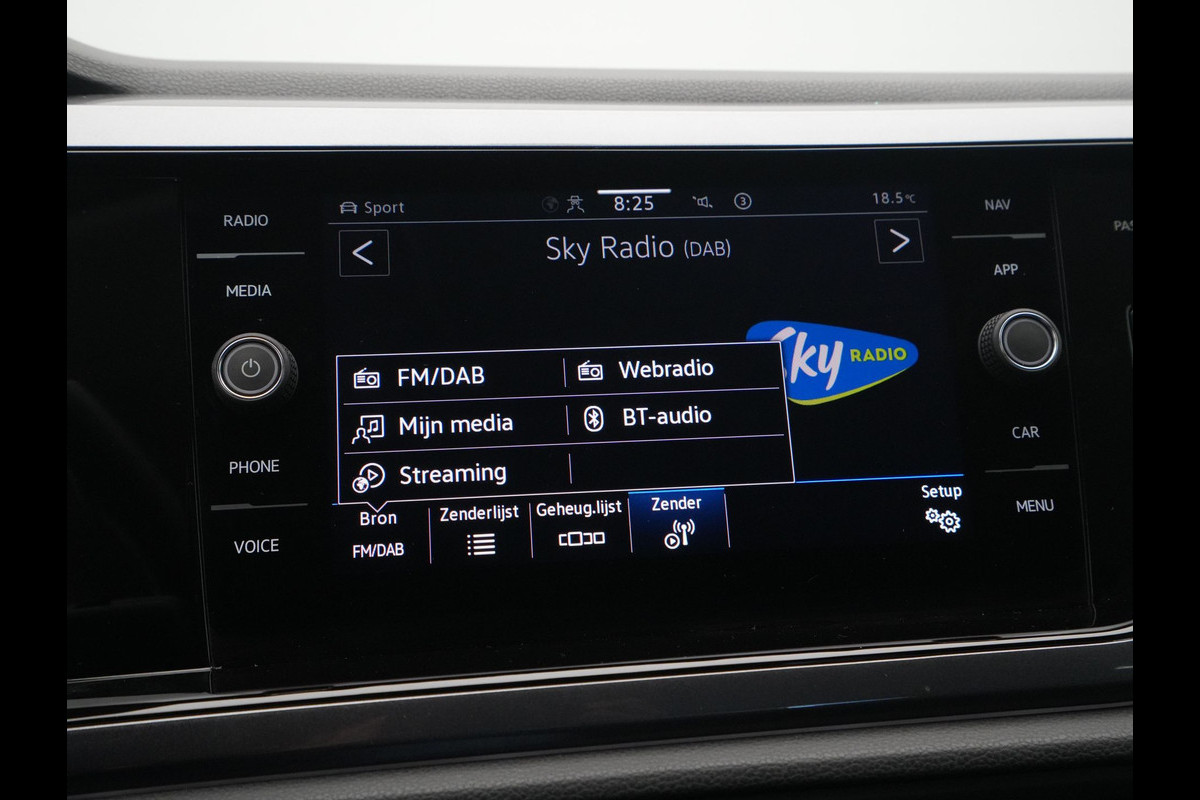 RADIO
MEDIA
PHONE
VOICE
Sport
8:25
3
18.5°C
<
Sky Radio (DAB)
>
Sky RADIO
FM/DAB
Webradio
Mijn media
BT-audio
Streaming
Bron
FM/DAB
Zenderlijst
Geheug.lijst
Zender
Setup
NAV
APP
CAR
MENU